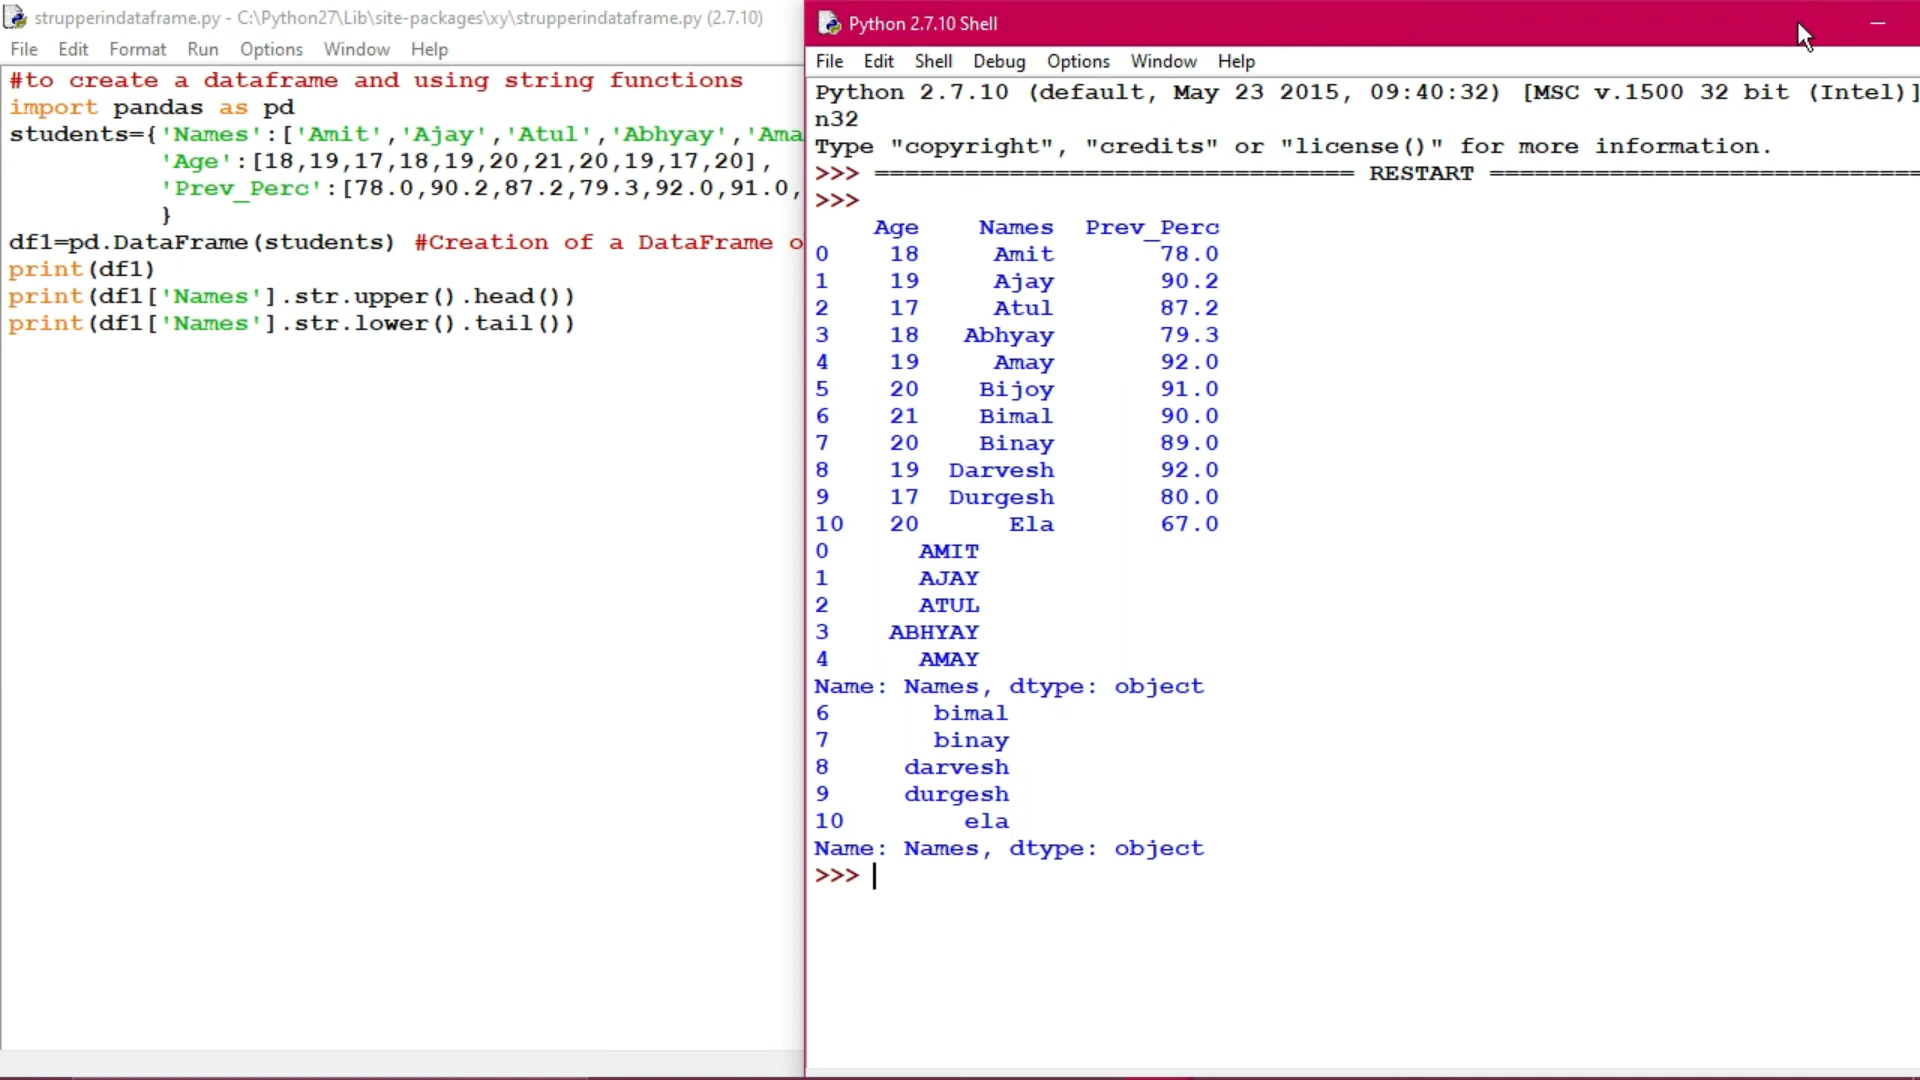 strupperindataframe.py - C:\Python27\Lib\site-packages\xy\strupperindataframe.py (2.7.10)
File Edit Format Run Options Window Help
#to create a dataframe and using string functions
import pandas as pd
students={'Names':['Amit','Ajay','Atul','Abhyay','Ama
'Age':[18,19,17,18,19,20,21,20,19,17,20],
'Prev_Perc':[78.0,90.2,87.2,79.3,92.0,91.0,
}
df1=pd.DataFrame(students) #Creation of a DataFrame o
print(df1)
print(df1['Names'].str.upper().head())
print(df1['Names'].str.lower().tail())
Python 2.7.10 Shell
File Edit Shell Debug Options Window Help
Python 2.7.10 (default, May 23 2015, 09:40:32) [MSC v.1500 32 bit (Intel)]
n32
Type "copyright", "credits" or "license()" for more information.
>>> ================================ RESTART =============================
>>>
Age Names Prev_Perc
0 18 Amit 78.0
1 19 Ajay 90.2
2 17 Atul 87.2
3 18 Abhyay 79.3
4 19 Amay 92.0
5 20 Bijoy 91.0
6 21 Bimal 90.0
7 20 Binay 89.0
8 19 Darvesh 92.0
9 17 Durgesh 80.0
10 20 Ela 67.0
0 AMIT
1 AJAY
2 ATUL
3 ABHYAY
4 AMAY
Name: Names, dtype: object
6 bimal
7 binay
8 darvesh
9 durgesh
10 ela
Name: Names, dtype: object
>>>